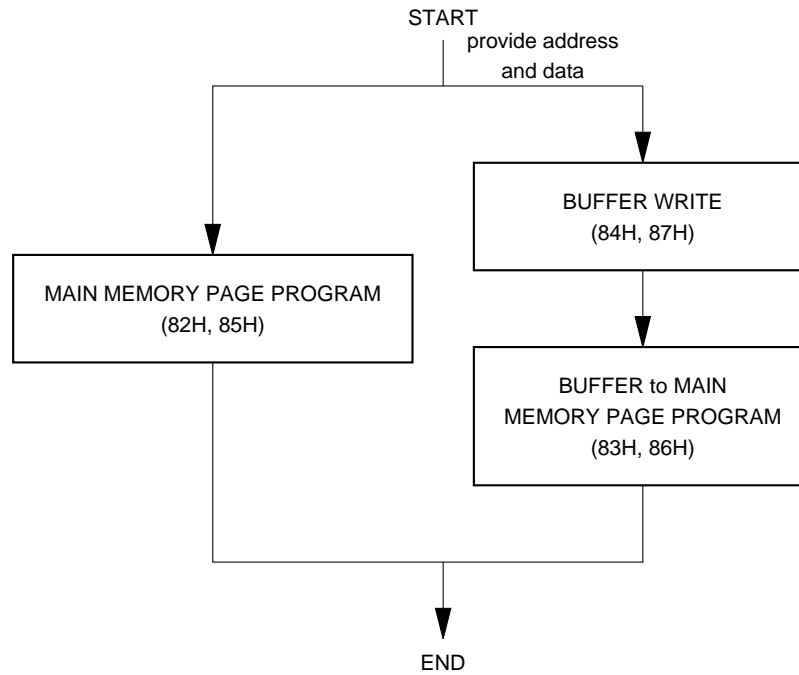 START
provide address
and data
BUFFER WRITE
(84H, 87H)
MAIN MEMORY PAGE PROGRAM
(82H, 85H)
BUFFER to MAIN
MEMORY PAGE PROGRAM
(83H, 86H)
END